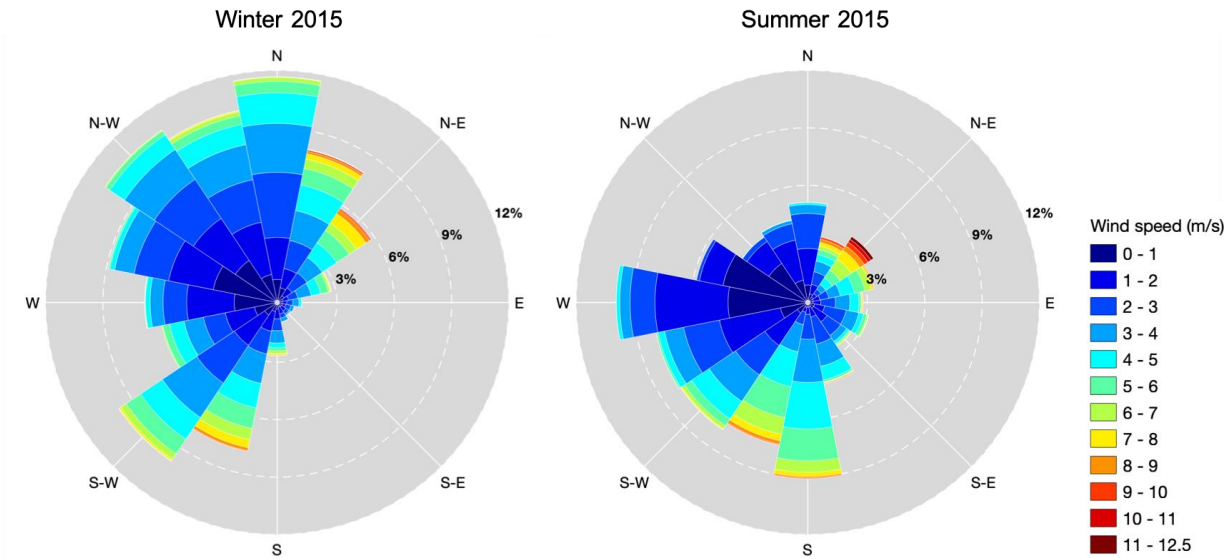 Winter 2015
Summer 2015
N
N-E
E
S-E
S
S-W
W
N-W
3%
6%
9%
12%
N
N-E
E
S-E
S
S-W
W
N-W
3%
6%
9%
12%
Wind speed (m/s)
0 - 1
1 - 2
2 - 3
3 - 4
4 - 5
5 - 6
6 - 7
7 - 8
8 - 9
9 - 10
10 - 11
11 - 12.5